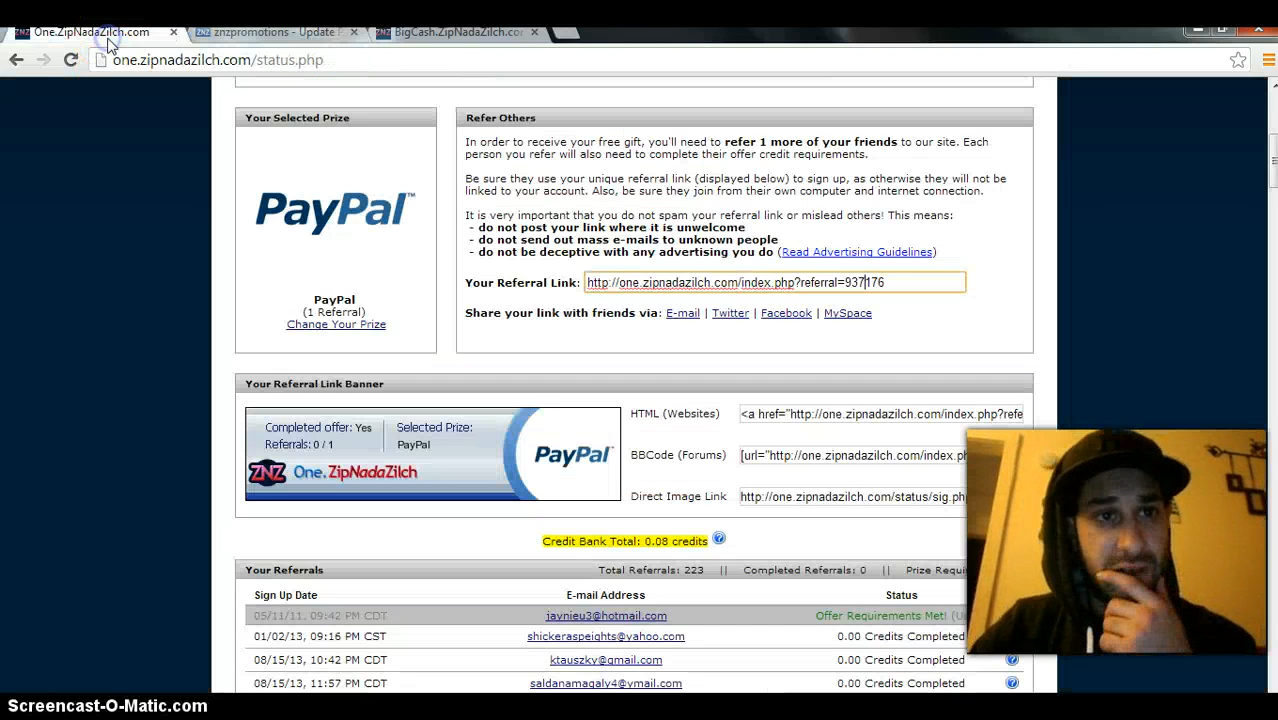 One.ZipNadaZilch.com
znzpromotions - Update P
BigCash.ZipNadaZilch.com
one.zipnadazilch.com/status.php
Your Selected Prize
Refer Others
In order to receive your free gift, you'll need to refer 1 more of your friends to our site. Each
person you refer will also need to complete their offer credit requirements.
Be sure they use your unique referral link (displayed below) to sign up, as otherwise they will not be
linked to your account. Also, be sure they join from their own computer and internet connection.
It is very important that you do not spam your referral link or mislead others! This means:
- do not post your link where it is unwelcome
- do not send out mass e-mails to unknown people
- do not be deceptive with any advertising you do (Read Advertising Guidelines)
PayPal™
Your Referral Link: http://one.zipnadazilch.com/index.php?referral=937176
PayPal
(1 Referral)
Change Your Prize
Share your link with friends via: E-mail | Twitter | Facebook | MySpace
Your Referral Link Banner
Completed offer: Yes
Referrals: 0 / 1
Selected Prize:
PayPal
ZNZ One.ZipNadaZilch
PayPal
HTML (Websites) <a href="http://one.zipnadazilch.com/index.php?refe
BBCode (Forums) [url="http://one.zipnadazilch.com/index.ph
Direct Image Link http://one.zipnadazilch.com/status/sig.ph
Credit Bank Total: 0.08 credits
Your Referrals Total Referrals: 223 || Completed Referrals: 0 || Prize Requi
Sign Up Date E-mail Address Status
05/11/11, 09:42 PM CDT jaynieu3@hotmail.com Offer Requirements Met! (U
01/02/13, 09:16 PM CST shickeraspeights@yahoo.com 0.00 Credits Completed
08/15/13, 10:42 PM CDT ktauszky@gmail.com 0.00 Credits Completed
08/15/13, 11:57 PM CDT saldanamagaly4@ymail.com 0.00 Credits Completed
Screencast-O-Matic.com